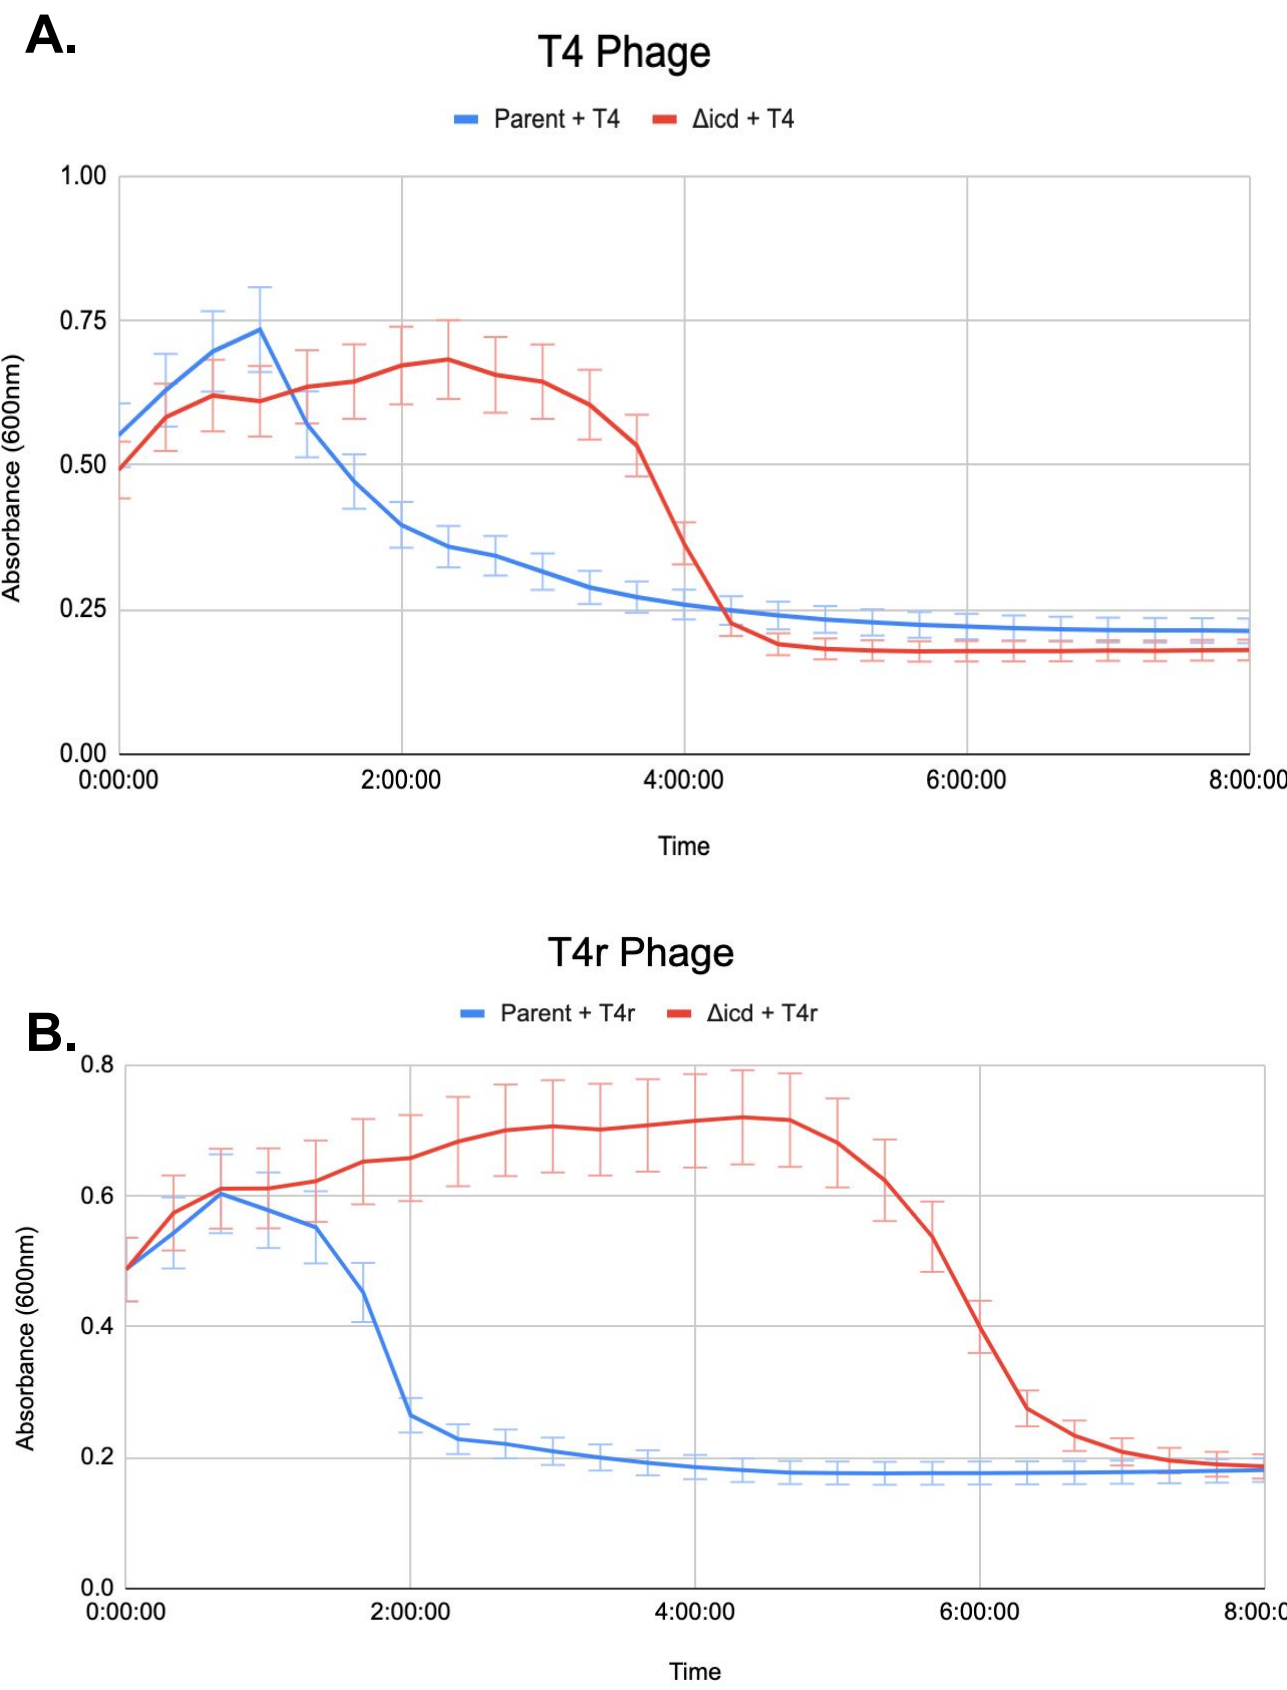 A.
T4 Phage
Parent + T4 Δicd + T4
1.00
0.75
0.50
0.25
0.00
Absorbance (600nm)
0:00:00 2:00:00 4:00:00 6:00:00 8:00:00
Time
B.
T4r Phage
Parent + T4r Δicd + T4r
0.8
0.6
0.4
0.2
0.0
Absorbance (600nm)
0:00:00 2:00:00 4:00:00 6:00:00 8:00:0
Time